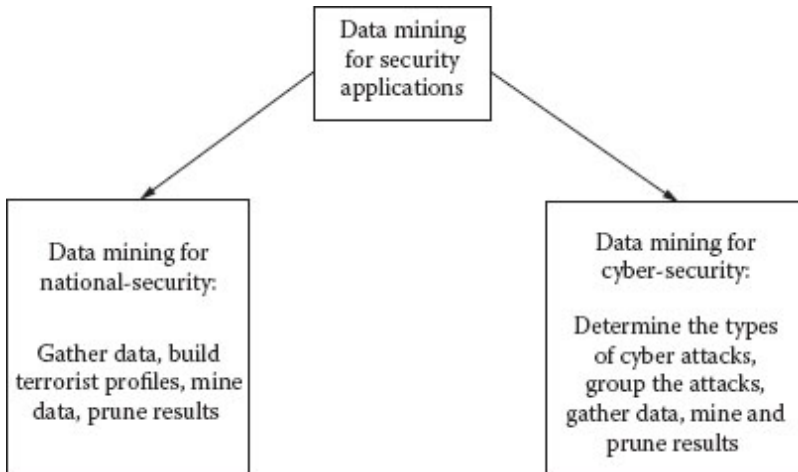 Data mining
for security
applications
Data mining for
national-security:
Gather data, build
terrorist profiles, mine
data, prune results
Data mining for
cyber-security:
Determine the types
of cyber attacks,
group the attacks,
gather data, mine and
prune results